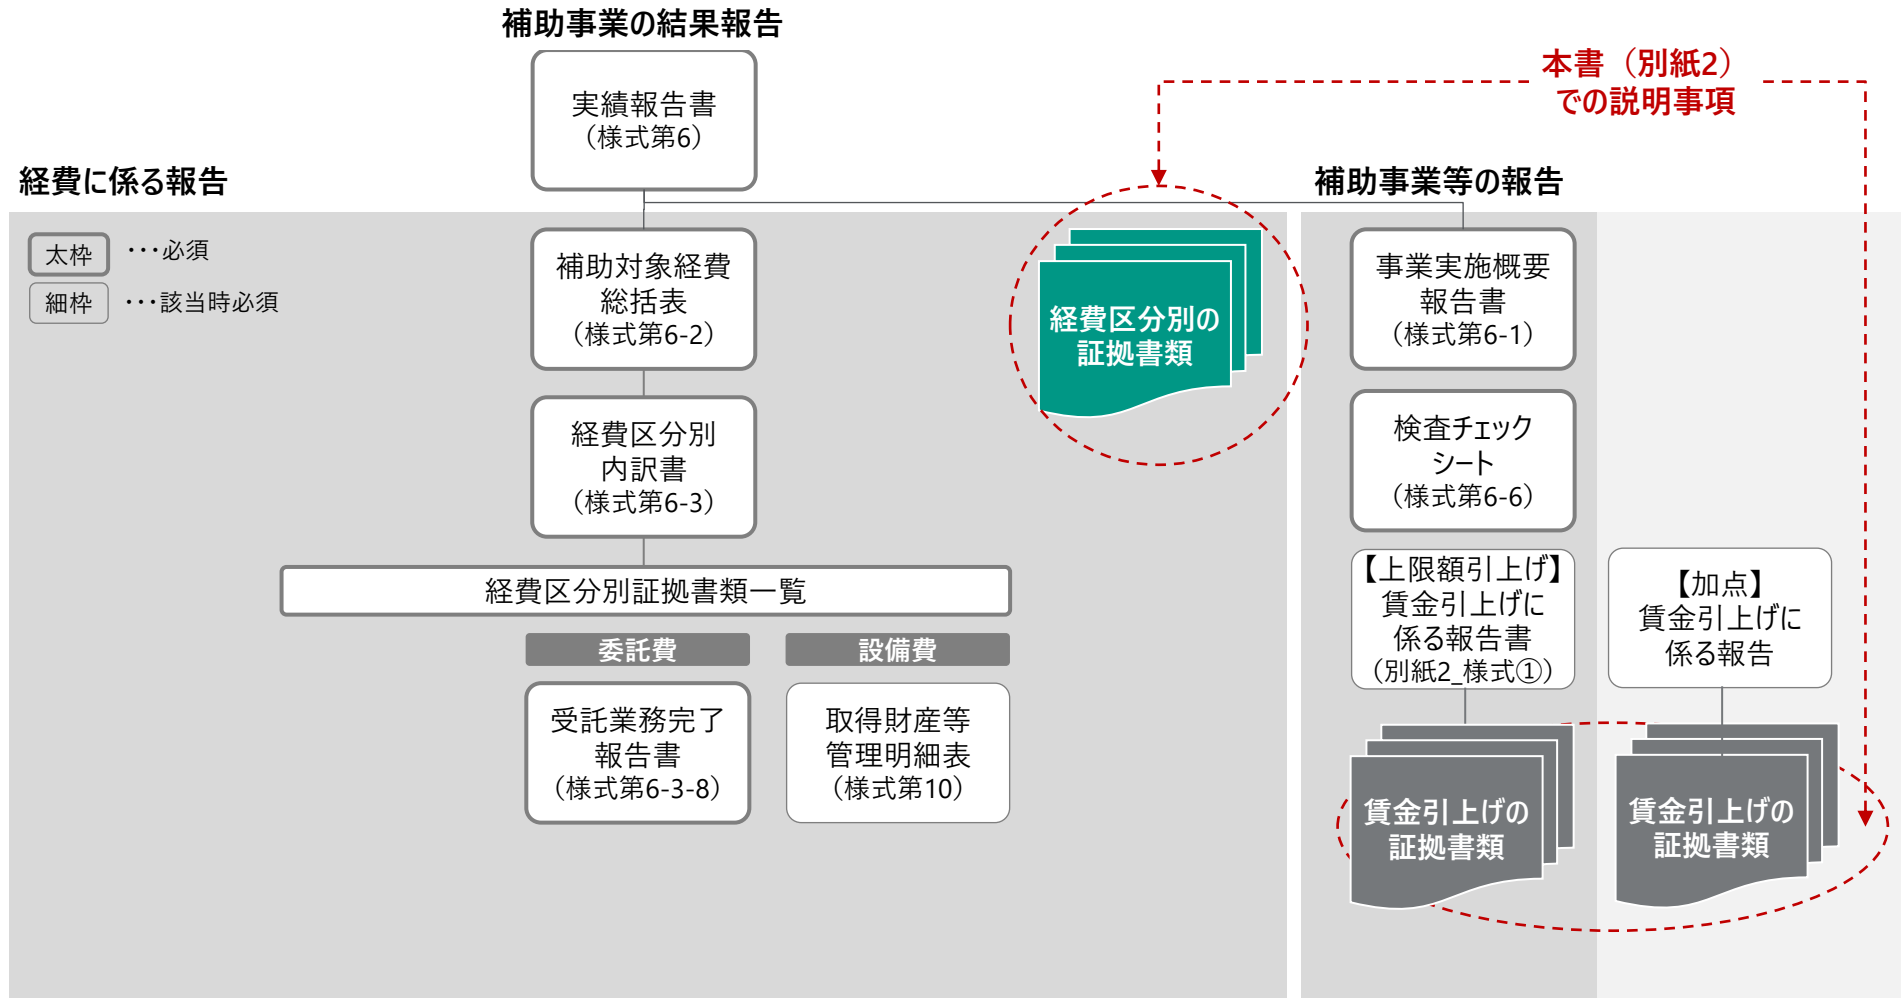 補助事業の結果報告
実績報告書
（様式第6）
本書（別紙2）
での説明事項
経費に係る報告
太枠
･･･必須
細枠
･･･該当時必須
補助対象経費
総括表
（様式第6-2）
経費区分別
内訳書
（様式第6-3）
経費区分別証拠書類一覧
委託費
受託業務完了
報告書
（様式第6-3-8）
設備費
取得財産等
管理明細表
（様式第10）
経費区分別の
証拠書類
補助事業等の報告
事業実施概要
報告書
（様式第6-1）
検査チェック
シート
（様式第6-6）
【上限額引上げ】
賃金引上げに
係る報告書
（別紙2_様式①）
賃金引上げの
証拠書類
【加点】
賃金引上げに
係る報告
賃金引上げの
証拠書類